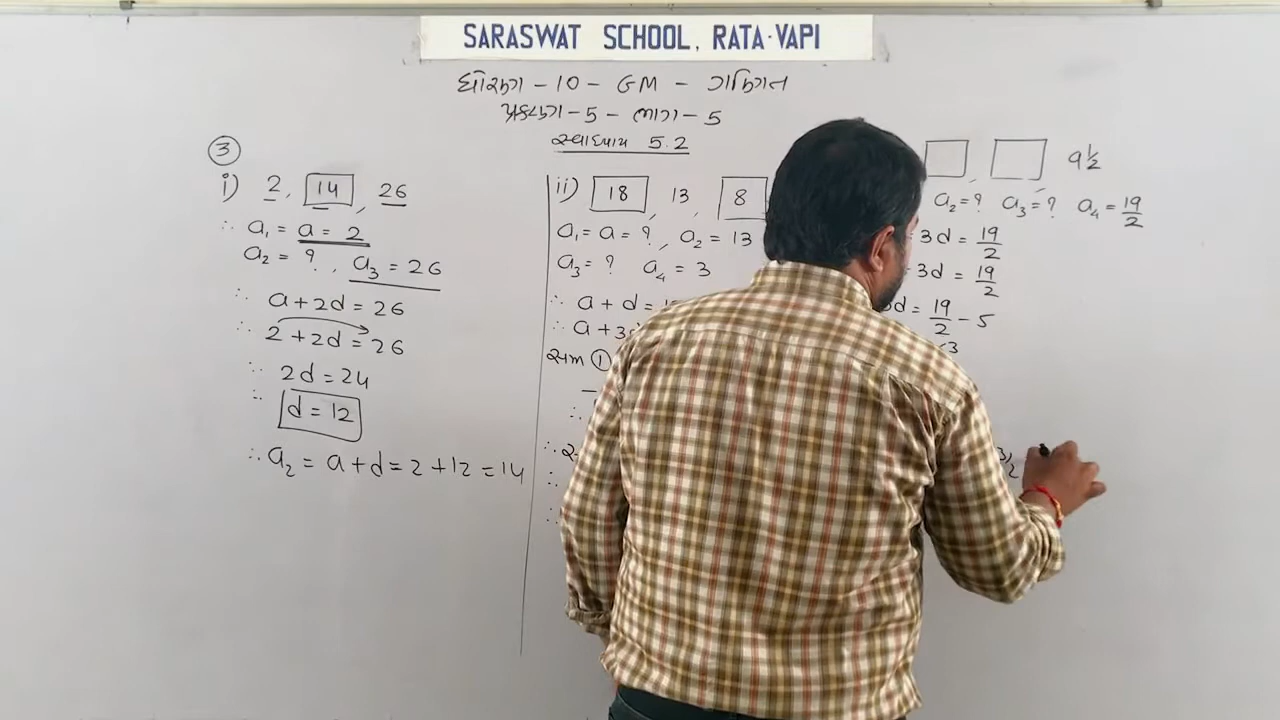 SARASWAT SCHOOL, RATA-VAPI
ધોરણ - 10 - GM - ગણિત
પ્રકરણ - 5 - ભાગ - 5
સ્વાધ્યાય 5.2
③
i) 2, 14, 26
∴ a₁ = a = 2
a₂ = ?, a₃ = 26
∴ a + 2d = 26
∴ 2 + 2d = 26
∴ 2d = 24
∴ d = 12
∴ a₂ = a + d = 2 + 12 = 14
ii) 18, 13, 8
a₁ = a = ?, a₂ = 13
a₃ = ? a₄ = 3
∴ a + d =
∴ a + 3
સમ ①
9½
a₂ = ? a₃ = ? a₄ = 19/2
3d = 19/2
3d = 19/2
d = 19/2 - 5